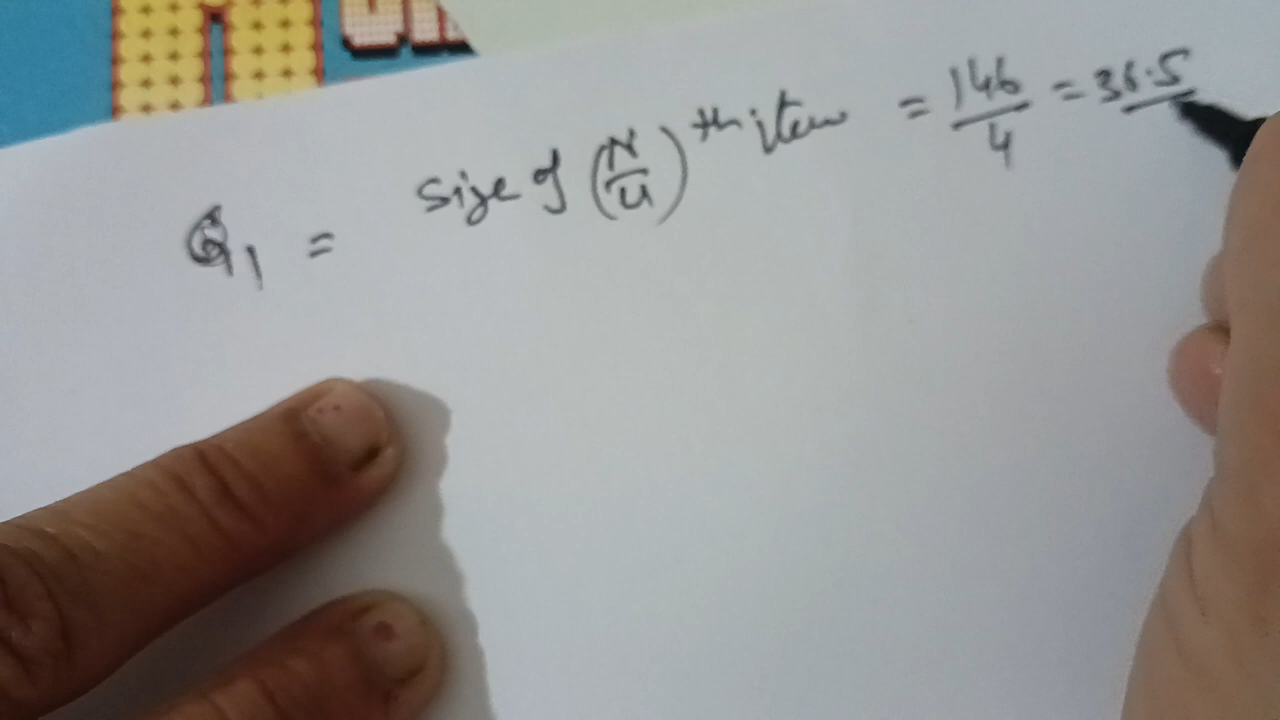 Q1 = Size of (N/4)th item = 146/4 = 36.5